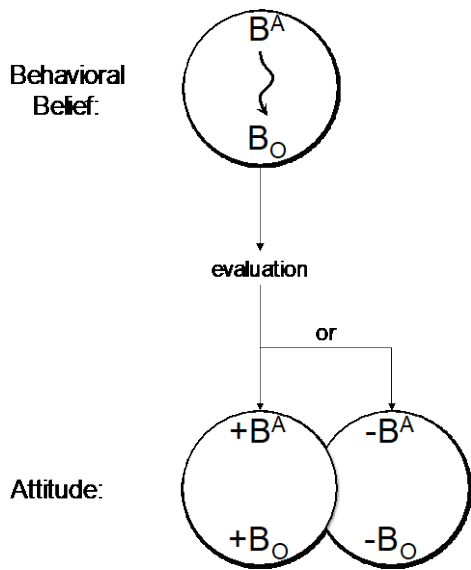 Behavioral
Belief:
B^A
B_O
evaluation
or
Attitude:
+B^A
-B^A
+B_O
-B_O